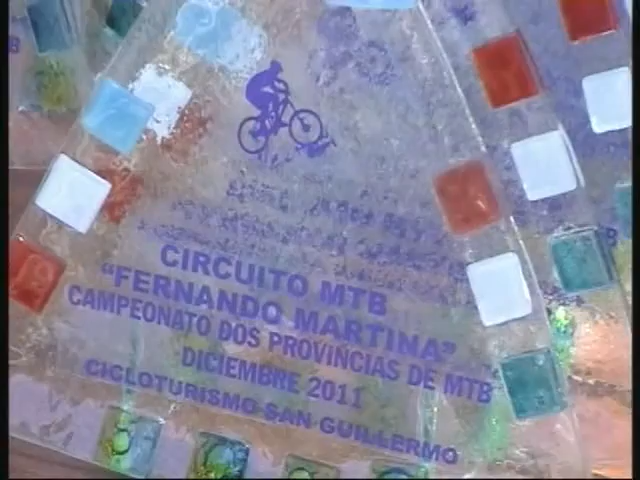 CIRCUITO MTB
"FERNANDO MARTINA"
CAMPEONATO DOS PROVINCIAS DE MTB
DICIEMBRE 2011
CICLOTURISMO SAN GUILLERMO